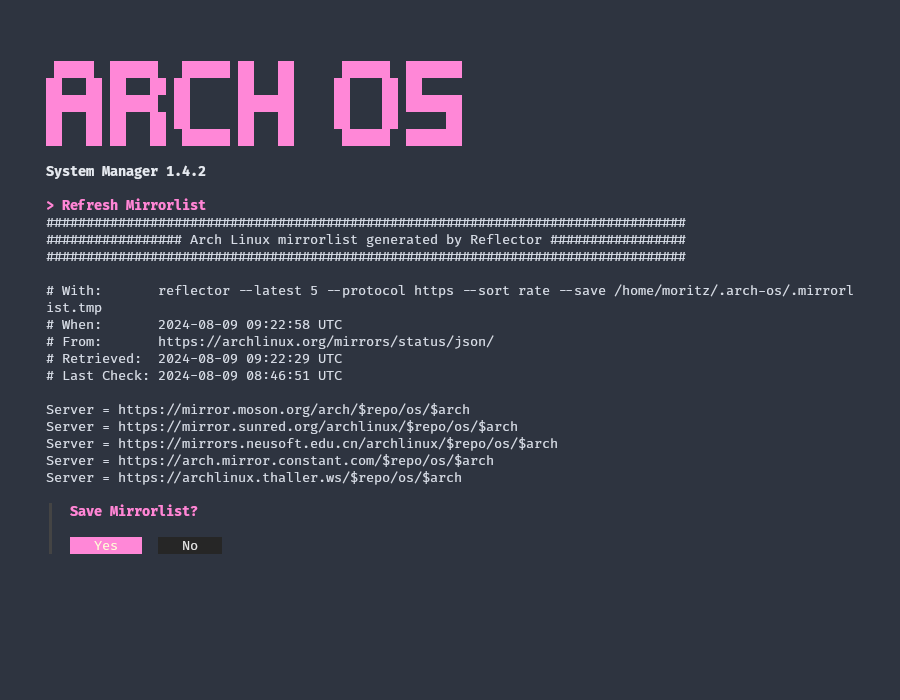 ARCH OS
System Manager 1.4.2
> Refresh Mirrorlist
################################################################################
################# Arch Linux mirrorlist generated by Reflector #################
################################################################################
# With:       reflector --latest 5 --protocol https --sort rate --save /home/moritz/.arch-os/.mirrorl
ist.tmp
# When:       2024-08-09 09:22:58 UTC
# From:       https://archlinux.org/mirrors/status/json/
# Retrieved:  2024-08-09 09:22:29 UTC
# Last Check: 2024-08-09 08:46:51 UTC
Server = https://mirror.moson.org/arch/$repo/os/$arch
Server = https://mirror.sunred.org/archlinux/$repo/os/$arch
Server = https://mirrors.neusoft.edu.cn/archlinux/$repo/os/$arch
Server = https://arch.mirror.constant.com/$repo/os/$arch
Server = https://archlinux.thaller.ws/$repo/os/$arch
Save Mirrorlist?
Yes No